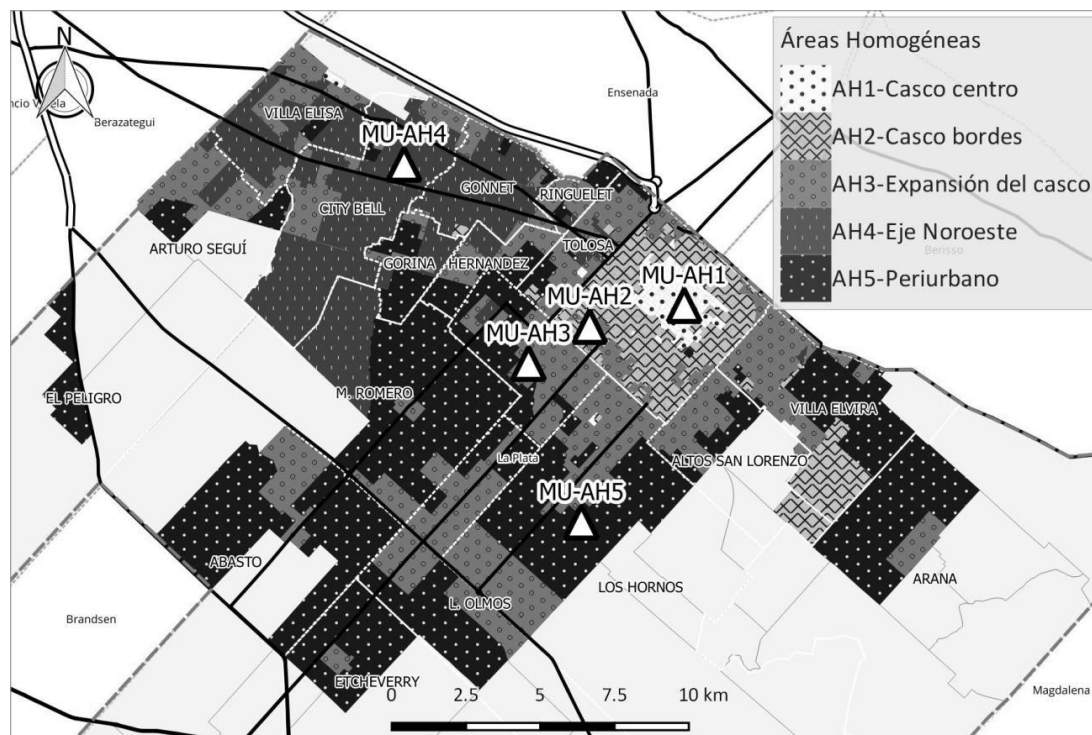 Áreas Homogéneas
AH1-Casco centro
AH2-Casco bordes
AH3-Expansión del casco
AH4-Eje Noroeste
AH5-Periurbano
N
Berazategui
Ensenada
Berisso
VILLA ELISA
MU-AH4
GONNET
RINGUELET
CITY BELL
TOLOSA
ARTURO SEGUÍ
GORINA
HERNANDEZ
MU-AH1
MU-AH2
MU-AH3
EL PELIGRO
M. ROMERO
VILLA ELVIRA
La Plata
ALTOS SAN LORENZO
MU-AH5
ABASTO
LOS HORNOS
ARANA
L. OLMOS
Brandsen
ETCHEVERRY
Magdalena
0 2.5 5 7.5 10 km